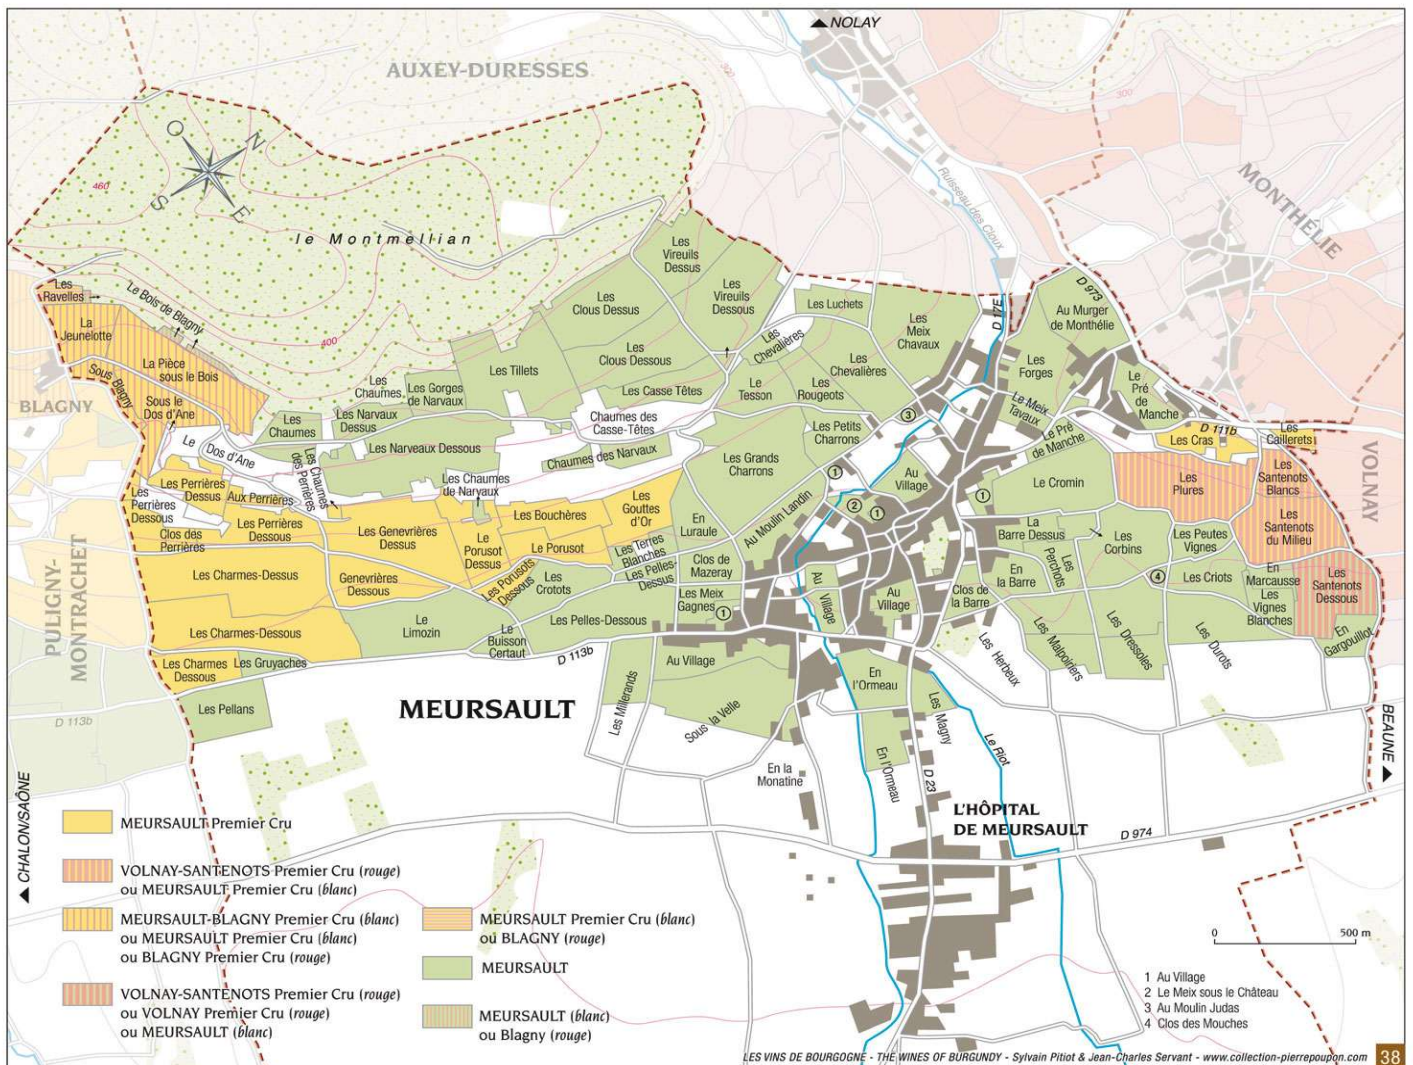 NOLAY
AUXEY-DURESSES
300
300
Ruisseau des Cloux
MONTHÉLIE
O
N
S
E
460
le Montmellian
400
Les
Vireuils
Dessus
Les
Vireuils
Dessous
Les
Ravelles
Le Bois de Blagny
La
Jeunelotte
La Pièce
sous le Bois
Sous Blagny
Sous le
Dos d'Ane
BLAGNY
Le
Dos d'Ane
Les
Clous Dessus
Les
Clous Dessous
Les Luchets
Les
Chevalières
Les
Meix
Chavaux
D 17E
D 973
Au Murger
de Monthélie
Les
Forges
Le
Pré
de
Manche
D 111b
Les
Chaumes
Les Gorges
de Narvaux
Les Tillets
Les Casse Têtes
Le
Tesson
Les
Rougeots
Les
Chevalières
Le Meix
Tavaux
Le Pré
de Manche
Les Cras
Les
Caillerets
VOLNAY
Les
Chaumes
Les Narvaux
Dessus
Les Narveaux Dessous
Chaumes des
Casse-Têtes
Chaumes des Narvaux
Les Petits
Charrons
3
Les Grands
Charrons
1
Au
Village
2
1
1
Le Cromin
Les
Plures
Les
Santenots
Blancs
Les
Santenots
du Milieu
Les
Perrières
Dessous
Les Perrières
Dessus
Aux Perrières
Les Chaumes
des Perrières
Les Chaumes
de Narvaux
Clos des
Perrières
Les Perrières
Dessous
Les Genevrières
Dessus
Les Bouchères
Les
Gouttes
d'Or
En
Luraule
Au Moulin Landin
Le
Porusot
Dessus
Le Porusot
Les Terres
Blanches
Les Porusots
Dessous
Les
Crotots
Les Pelles-
Dessus
Clos de
Mazeray
La
Barre Dessus
Les
Perchots
Les
Corbins
Les Peutes
Vignes
4
Les Criots
En
Marcausse
Les
Vignes
Blanches
Les
Santenots
Dessous
En
Gargouillot
PULIGNY-
MONTRACHET
Les Charmes-Dessus
Genevrières
Dessous
Les Charmes-Dessous
Le
Limozin
Le
Buisson
Certaut
Les Pelles-Dessous
Les Meix
Gagnes
1
Au
Village
Au
Village
Clos de
la Barre
En
la Barre
Les Malpoiriers
Les Dressoles
Les Durots
Les Herbeux
Les Charmes
Dessous
Les Gruyaches
D 113b
Les Pellans
D 113b
MEURSAULT
Au Village
Les Millerands
Sous la Velle
En
l'Ormeau
Les Magny
En l'Ormeau
En la
Monatine
D 23
Le Riot
BEAUNE
CHALON/SAÔNE
L'HÔPITAL
DE MEURSAULT
D 974
MEURSAULT Premier Cru
VOLNAY-SANTENOTS Premier Cru (rouge)
ou MEURSAULT Premier Cru (blanc)
MEURSAULT-BLAGNY Premier Cru (blanc)
ou MEURSAULT Premier Cru (blanc)
ou BLAGNY Premier Cru (rouge)
VOLNAY-SANTENOTS Premier Cru (rouge)
ou VOLNAY Premier Cru (rouge)
ou MEURSAULT (blanc)
MEURSAULT Premier Cru (blanc)
ou BLAGNY (rouge)
MEURSAULT
MEURSAULT (blanc)
ou Blagny (rouge)
0
500 m
1 Au Village
2 Le Meix sous le Château
3 Au Moulin Judas
4 Clos des Mouches
LES VINS DE BOURGOGNE - THE WINES OF BURGUNDY - Sylvain Pitiot & Jean-Charles Servant - www.collection-pierrepoupon.com
38